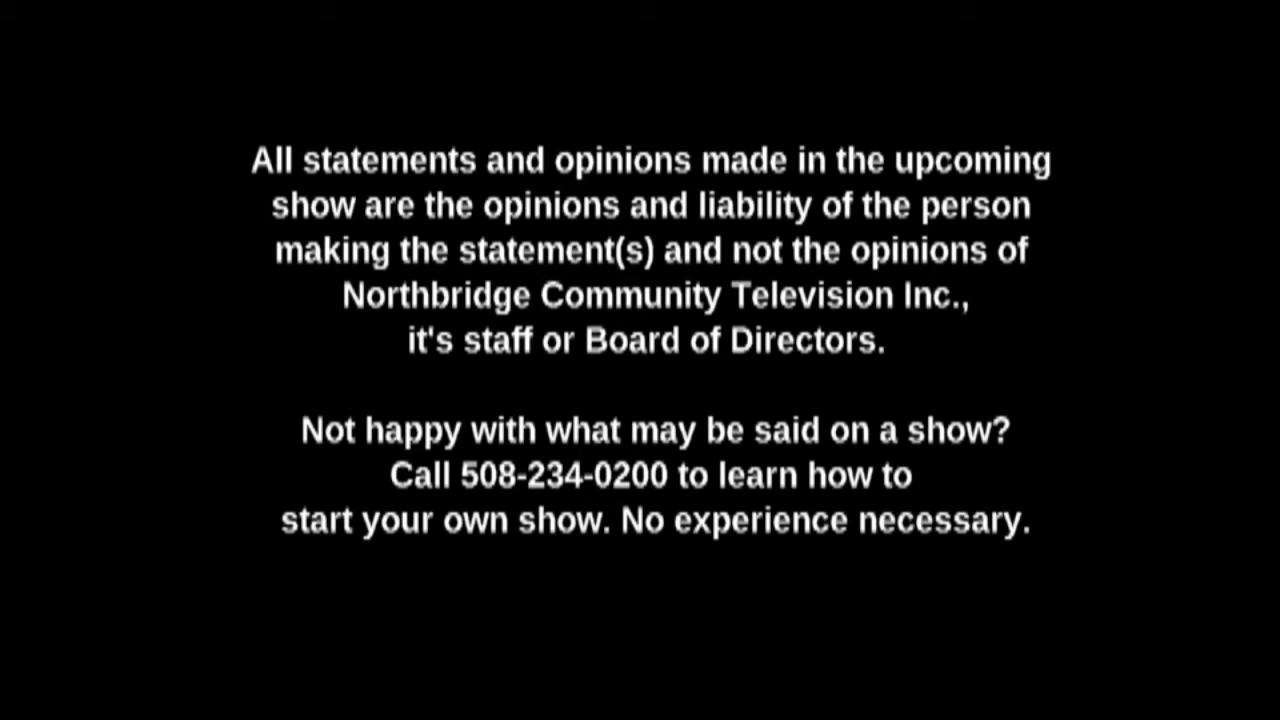 All statements and opinions made in the upcoming
show are the opinions and liability of the person
making the statement(s) and not the opinions of
Northbridge Community Television Inc.,
it's staff or Board of Directors.
Not happy with what may be said on a show?
Call 508-234-0200 to learn how to
start your own show. No experience necessary.